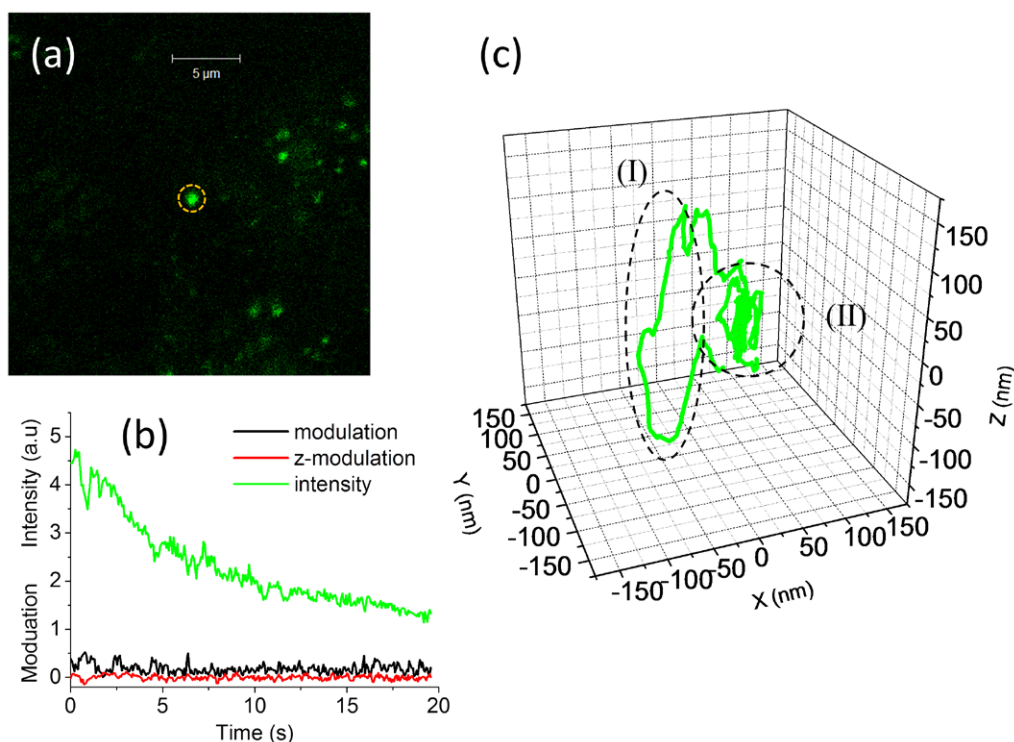 (a)
5 µm
(b)
modulation
z-modulation
intensity
Moduation
Intensity (a.u)
5
4
3
2
1
0
0 5 10 15 20
Time (s)
(c)
(I)
(II)
150
100
50
0
-50
-100
-150
Z (nm)
150
100
50
0
-50
-100
-150
Y (nm)
-150 -100 -50 0 50 100 150
X (nm)